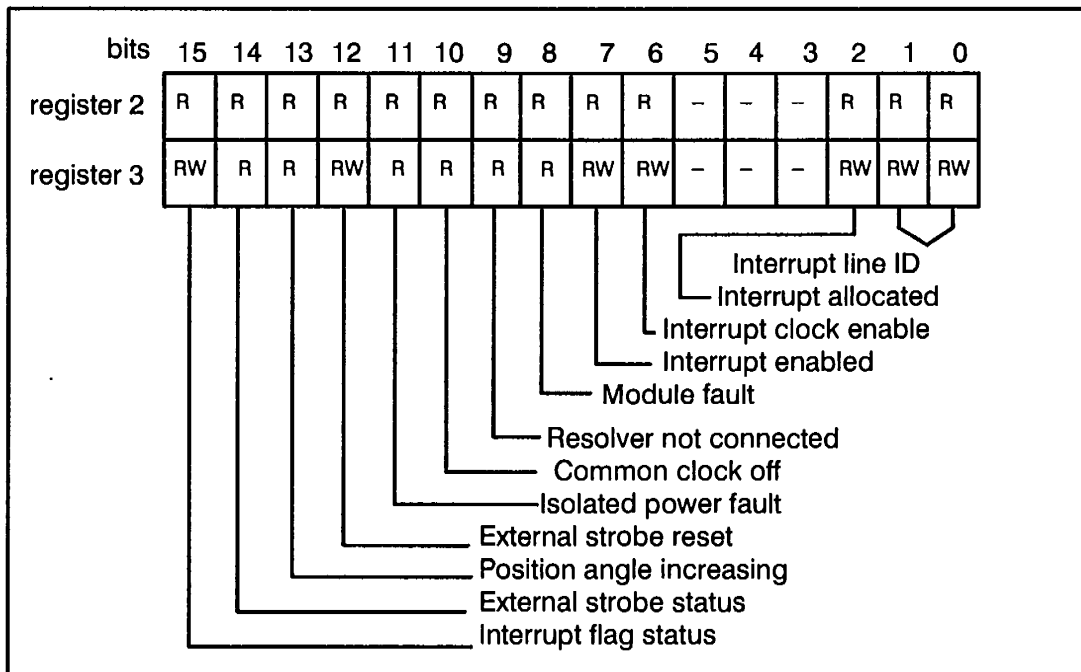 bits 15 14 13 12 11 10 9 8 7 6 5 4 3 2 1 0
register 2 R R R R R R R R R R – – – R R R
register 3 RW R R RW R R R R RW RW – – – RW RW RW
Interrupt line ID
Interrupt allocated
Interrupt clock enable
Interrupt enabled
Module fault
Resolver not connected
Common clock off
Isolated power fault
External strobe reset
Position angle increasing
External strobe status
Interrupt flag status